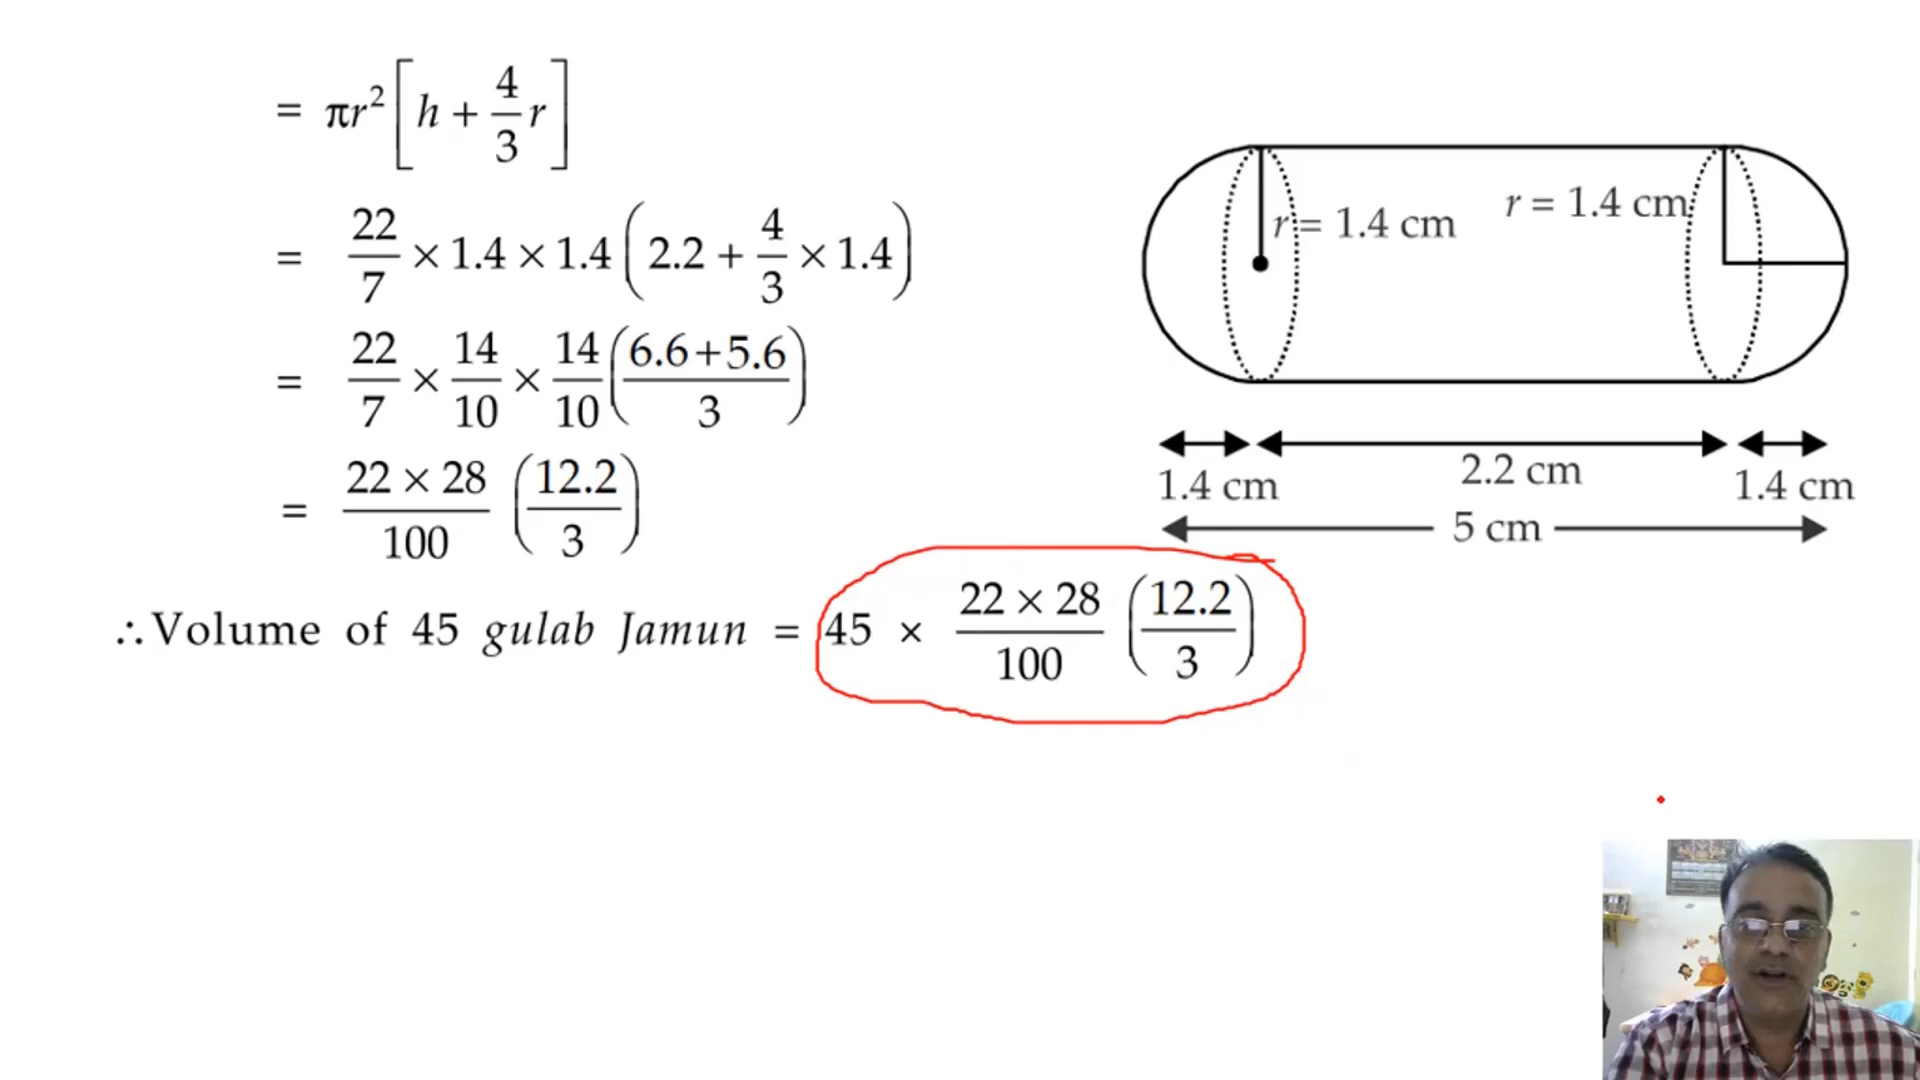 = πr²[h + 4/3 r]
= 22/7 × 1.4 × 1.4 (2.2 + 4/3 × 1.4)
= 22/7 × 14/10 × 14/10 ((6.6+5.6)/3)
= (22 × 28)/100 (12.2/3)
∴Volume of 45 gulab Jamun = 45 × (22 × 28)/100 (12.2/3)
r = 1.4 cm
r = 1.4 cm
1.4 cm
2.2 cm
1.4 cm
5 cm